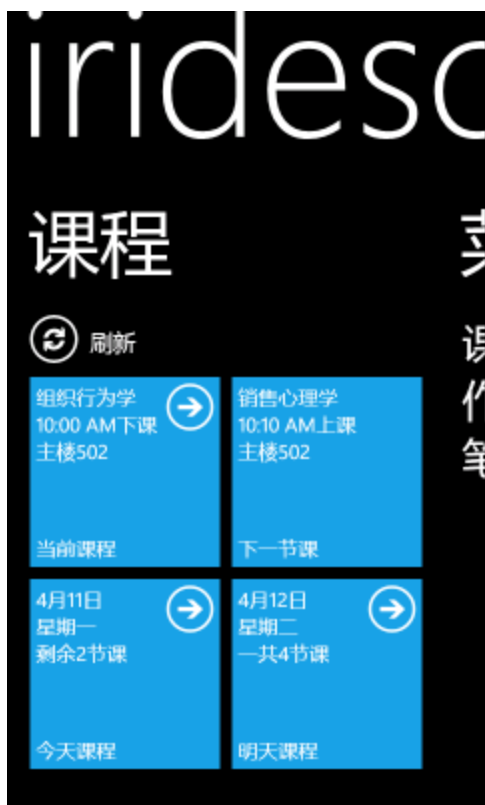 iridesc
课程
刷新
组织行为学
10:00 AM下课
主楼502
当前课程
销售心理学
10:10 AM上课
主楼502
下一节课
4月11日
星期一
剩余2节课
今天课程
4月12日
星期二
一共4节课
明天课程